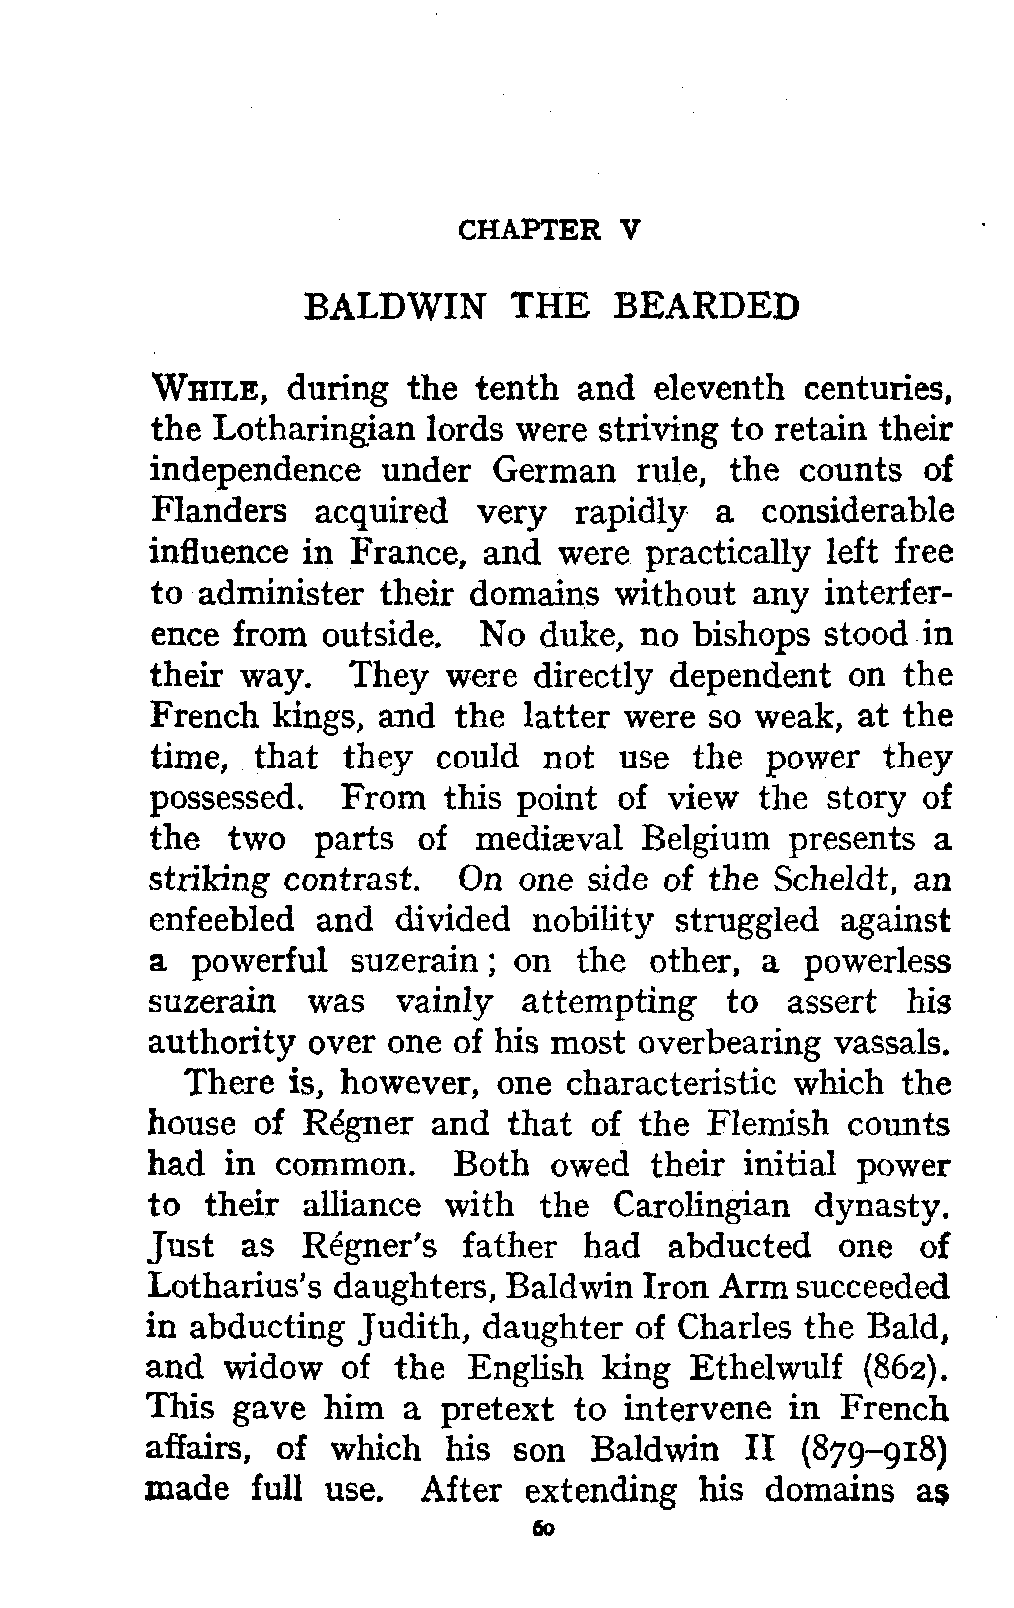 CHAPTER V
BALDWIN THE BEARDED
WHILE, during the tenth and eleventh centuries,
the Lotharingian lords were striving to retain their
independence under German rule, the counts of
Flanders acquired very rapidly a considerable
influence in France, and were practically left free
to administer their domains without any interfer-
ence from outside. No duke, no bishops stood in
their way. They were directly dependent on the
French kings, and the latter were so weak, at the
time, that they could not use the power they
possessed. From this point of view the story of
the two parts of mediæval Belgium presents a
striking contrast. On one side of the Scheldt, an
enfeebled and divided nobility struggled against
a powerful suzerain; on the other, a powerless
suzerain was vainly attempting to assert his
authority over one of his most overbearing vassals.
There is, however, one characteristic which the
house of Régner and that of the Flemish counts
had in common. Both owed their initial power
to their alliance with the Carolingian dynasty.
Just as Régner's father had abducted one of
Lotharius's daughters, Baldwin Iron Arm succeeded
in abducting Judith, daughter of Charles the Bald,
and widow of the English king Ethelwulf (862).
This gave him a pretext to intervene in French
affairs, of which his son Baldwin II (879–918)
made full use. After extending his domains as
60